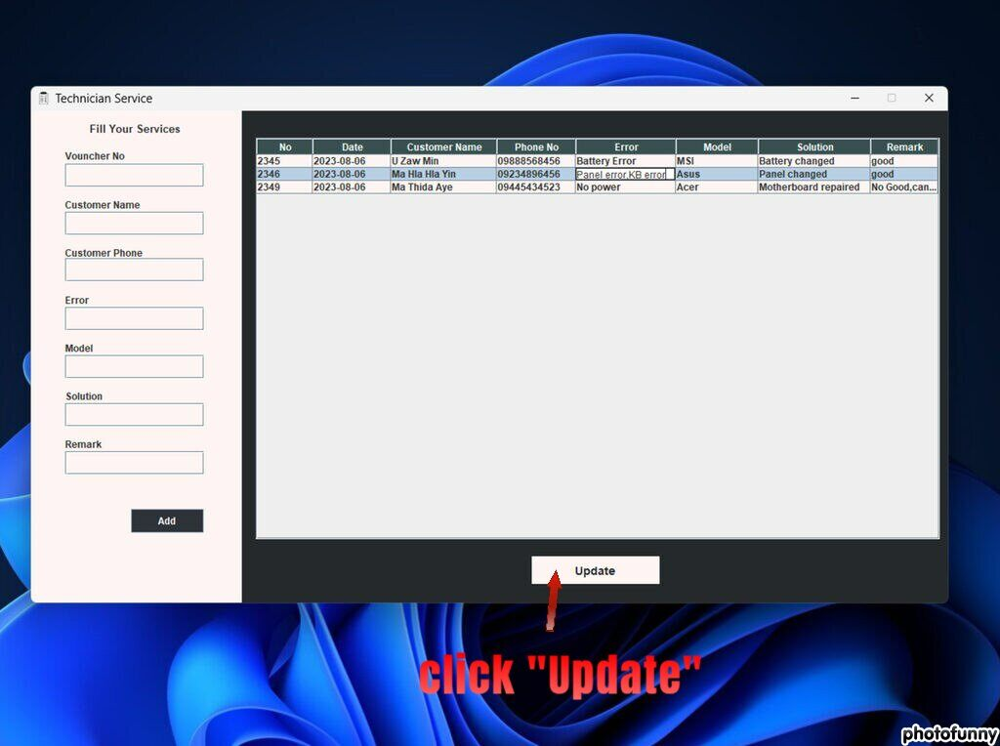 Technician Service
Fill Your Services
Vouncher No
Customer Name
Customer Phone
Error
Model
Solution
Remark
Add
No Date Customer Name Phone No Error Model Solution Remark
2345 2023-08-06 U Zaw Min 09888568456 Battery Error MSI Battery changed good
2346 2023-08-06 Ma Hla Hla Yin 09234896456 Panel error,KB error Asus Panel changed good
2349 2023-08-06 Ma Thida Aye 09445434523 No power Acer Motherboard repaired No Good,can...
Update
click "Update"
photofunny